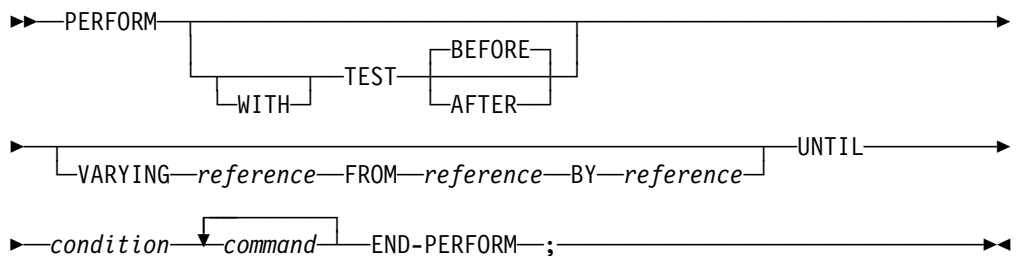 PERFORM
BEFORE
TEST
WITH AFTER
UNTIL
VARYING reference FROM reference BY reference
condition command END-PERFORM ;